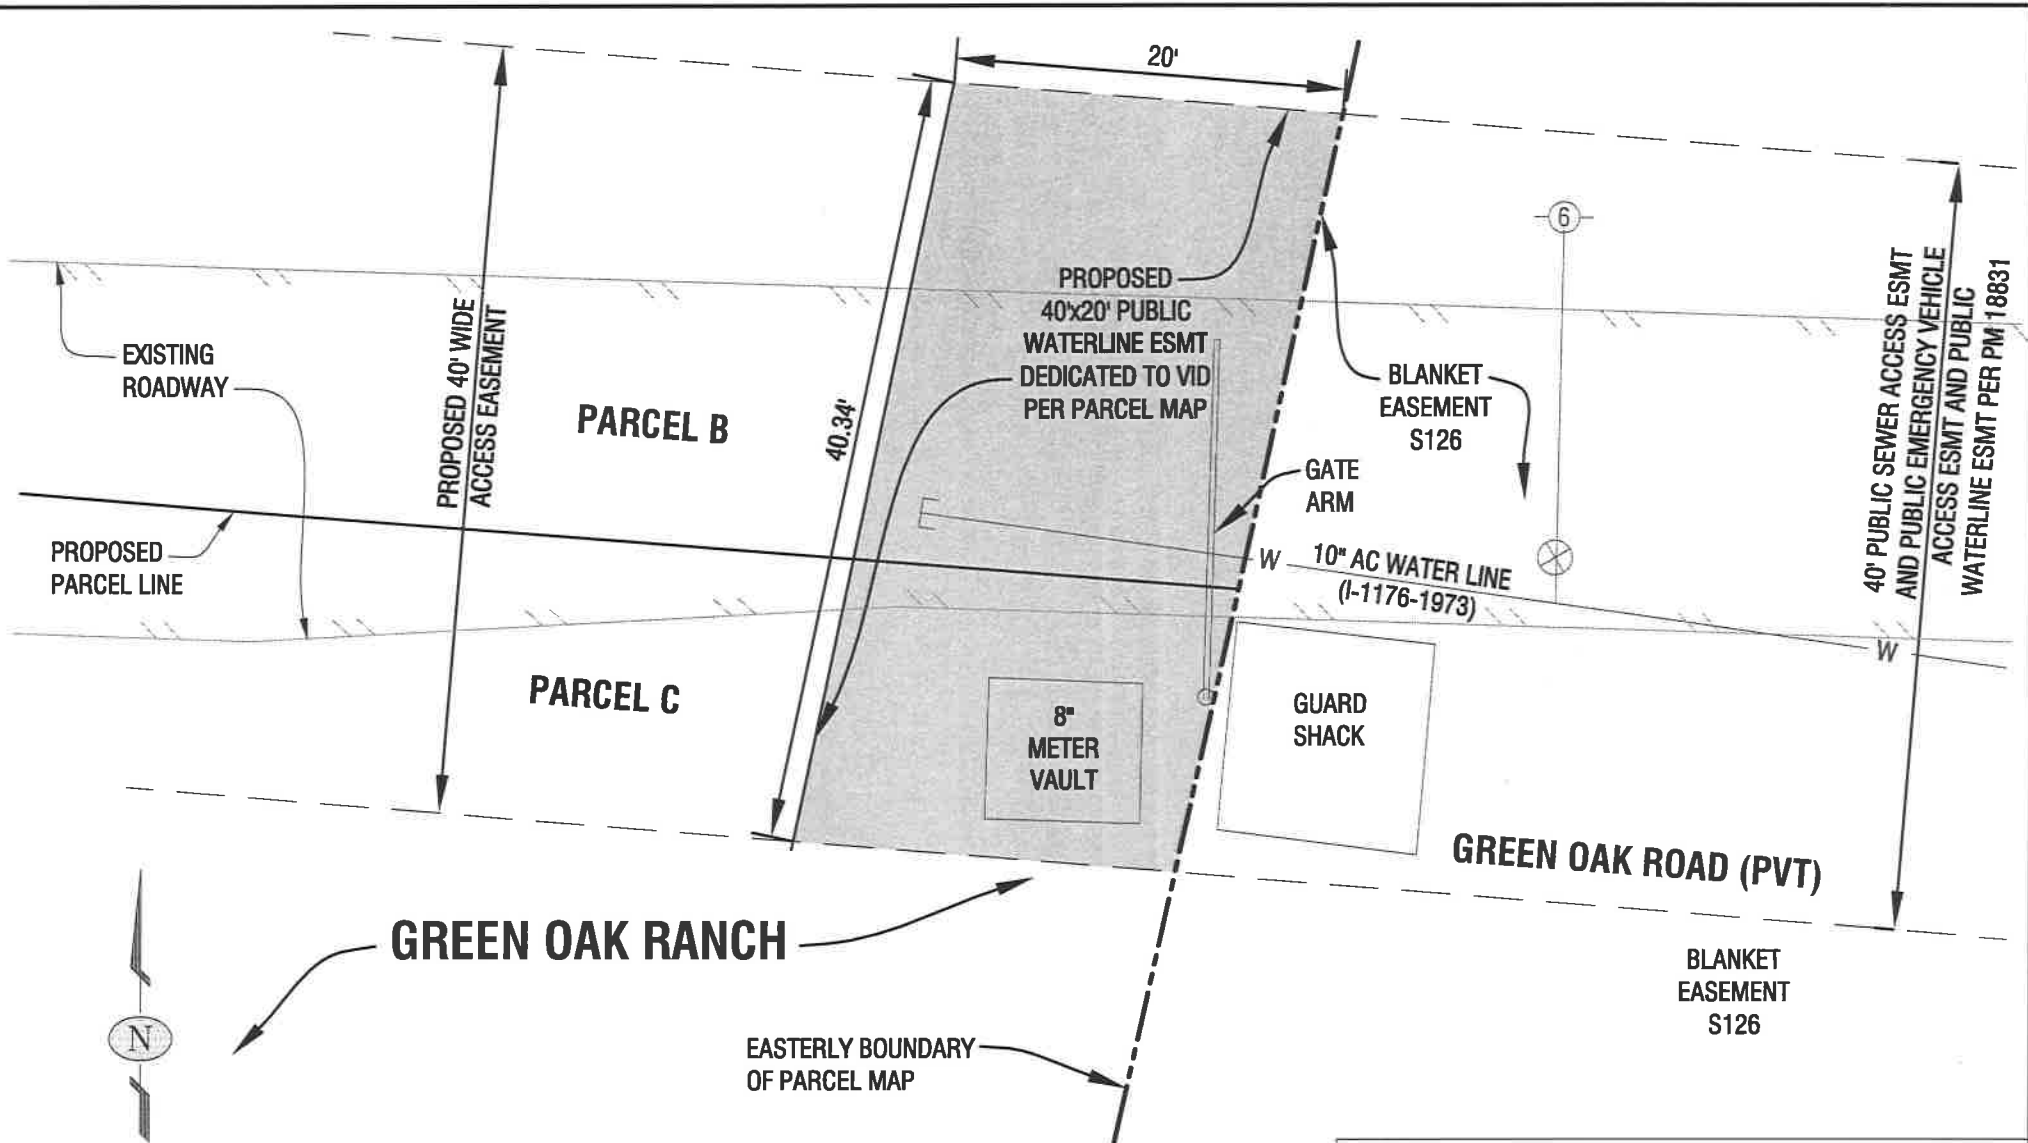 20'
6
PROPOSED
40'x20' PUBLIC
WATERLINE ESMT
DEDICATED TO VID
PER PARCEL MAP
EXISTING
ROADWAY
PROPOSED 40' WIDE
ACCESS EASEMENT
PARCEL B
40.34'
BLANKET
EASEMENT
S126
GATE
ARM
40' PUBLIC SEWER ACCESS ESMT
AND PUBLIC EMERGENCY VEHICLE
ACCESS ESMT AND PUBLIC
WATERLINE ESMT PER PM 18831
PROPOSED
PARCEL LINE
W
10" AC WATER LINE
(I-1176-1973)
W
PARCEL C
8"
METER
VAULT
GUARD
SHACK
GREEN OAK ROAD (PVT)
GREEN OAK RANCH
BLANKET
EASEMENT
S126
N
EASTERLY BOUNDARY
OF PARCEL MAP